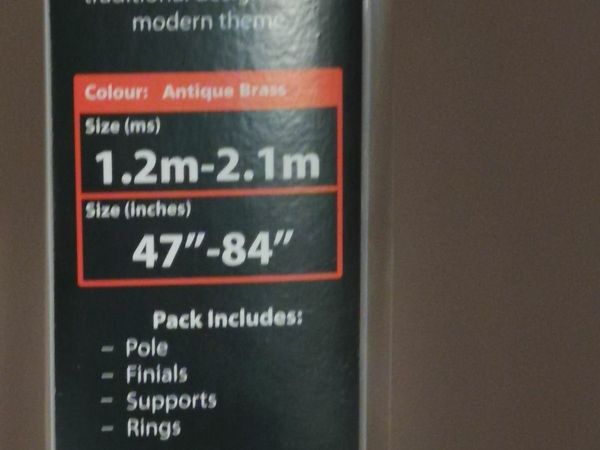 modern theme
Colour: Antique Brass
Size (ms)
1.2m-2.1m
Size (inches)
47”-84”
Pack Includes:
– Pole
– Finials
– Supports
– Rings